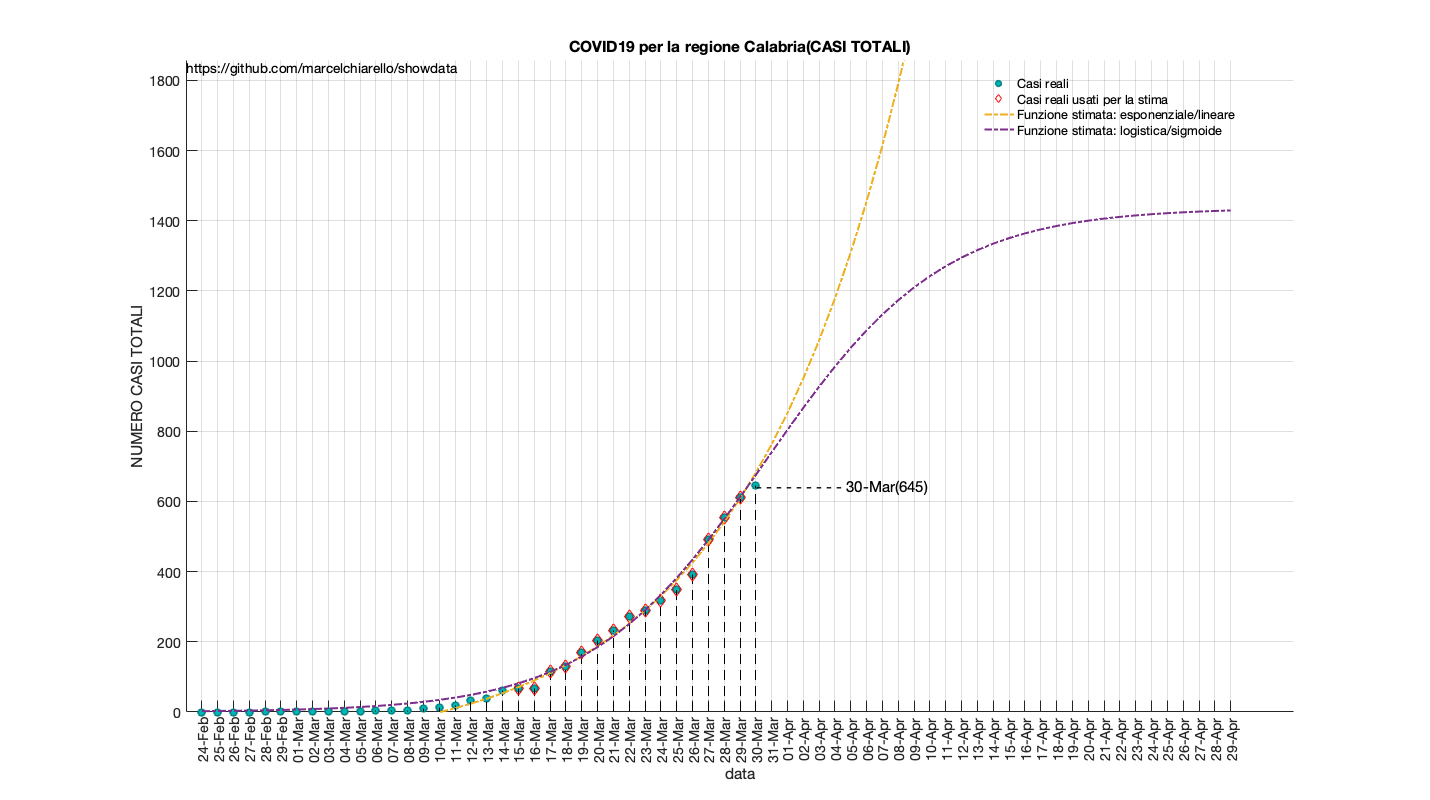 COVID19 per la regione Calabria(CASI TOTALI)
https://github.com/marcelchiarello/showdata
Casi reali
Casi reali usati per la stima
Funzione stimata: esponenziale/lineare
Funzione stimata: logistica/sigmoide
1800
1600
1400
1200
1000
800
600
400
200
0
NUMERO CASI TOTALI
30-Mar(645)
24-Feb
25-Feb
26-Feb
27-Feb
28-Feb
29-Feb
01-Mar
02-Mar
03-Mar
04-Mar
05-Mar
06-Mar
07-Mar
08-Mar
09-Mar
10-Mar
11-Mar
12-Mar
13-Mar
14-Mar
15-Mar
16-Mar
17-Mar
18-Mar
19-Mar
20-Mar
21-Mar
22-Mar
23-Mar
24-Mar
25-Mar
26-Mar
27-Mar
28-Mar
29-Mar
30-Mar
31-Mar
01-Apr
02-Apr
03-Apr
04-Apr
05-Apr
06-Apr
07-Apr
08-Apr
09-Apr
10-Apr
11-Apr
12-Apr
13-Apr
14-Apr
15-Apr
16-Apr
17-Apr
18-Apr
19-Apr
20-Apr
21-Apr
22-Apr
23-Apr
24-Apr
25-Apr
26-Apr
27-Apr
28-Apr
29-Apr
data